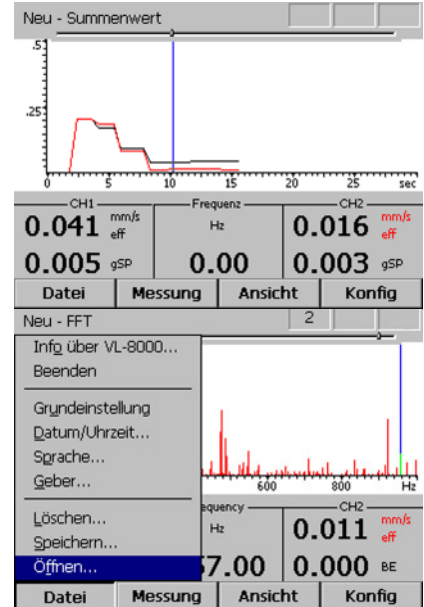 Neu - Summenwert
.5
.25
0 5 10 15 20 25 sec
CH1 Frequenz CH2
0.041 mm/s eff Hz 0.016 mm/s eff
0.005 gSP 0.00 0.003 gSP
Datei Messung Ansicht Konfig
Neu - FFT 2
Info über VL-8000...
Beenden
Grundeinstellung
Datum/Uhrzeit...
Sprache...
Geber...
600 800 Hz
equency CH2
Löschen...
Hz 0.011 mm/s eff
Speichern...
Öffnen... 7.00 0.000 BE
Datei Messung Ansicht Konfig